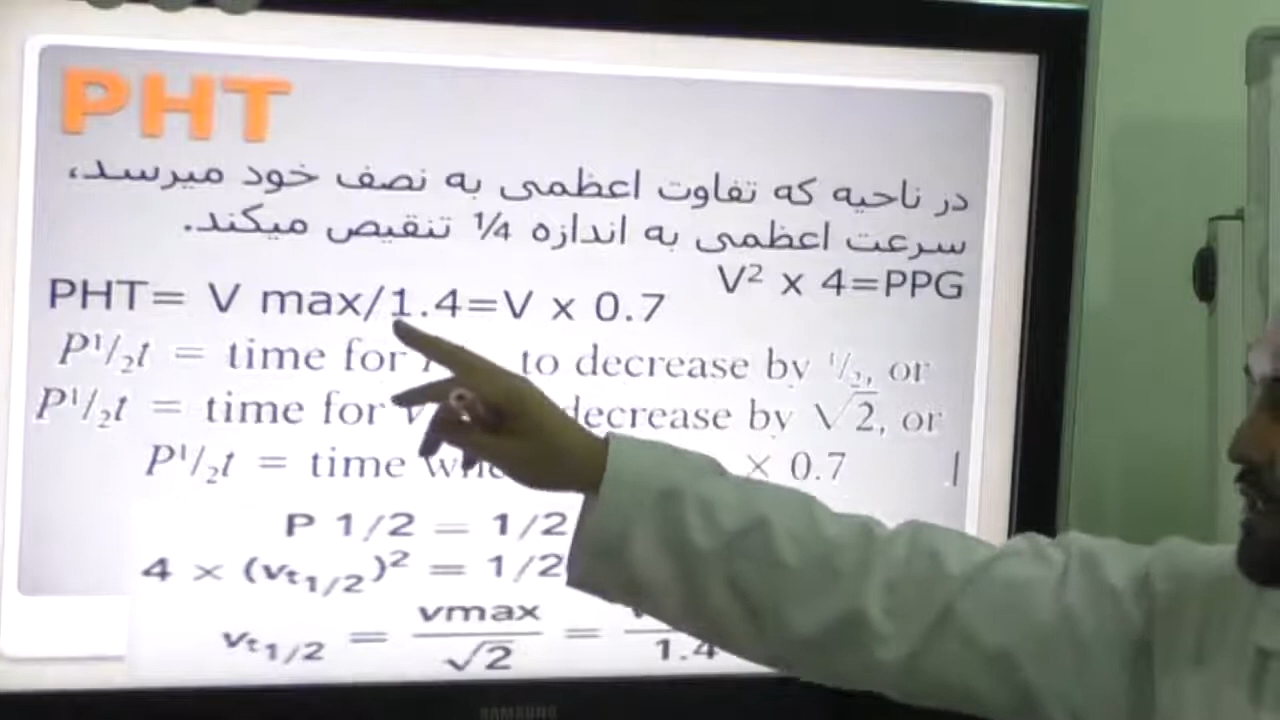 PHT
در ناحیه که تفاوت اعظمی به نصف خود میرسد،
سرعت اعظمی به اندازه ¼ تنقیص میکند.
V² x 4=PPG
PHT= V max/1.4=V x 0.7
P¹/₂t = time for to decrease by ¹/₂, or
P¹/₂t = time for decrease by √2, or
P¹/₂t = time × 0.7
P 1/2 = 1/2
4 × (vt₁/₂)² = 1/2
vt₁/₂ = vmax/√2 = 1.4
SAMSUNG